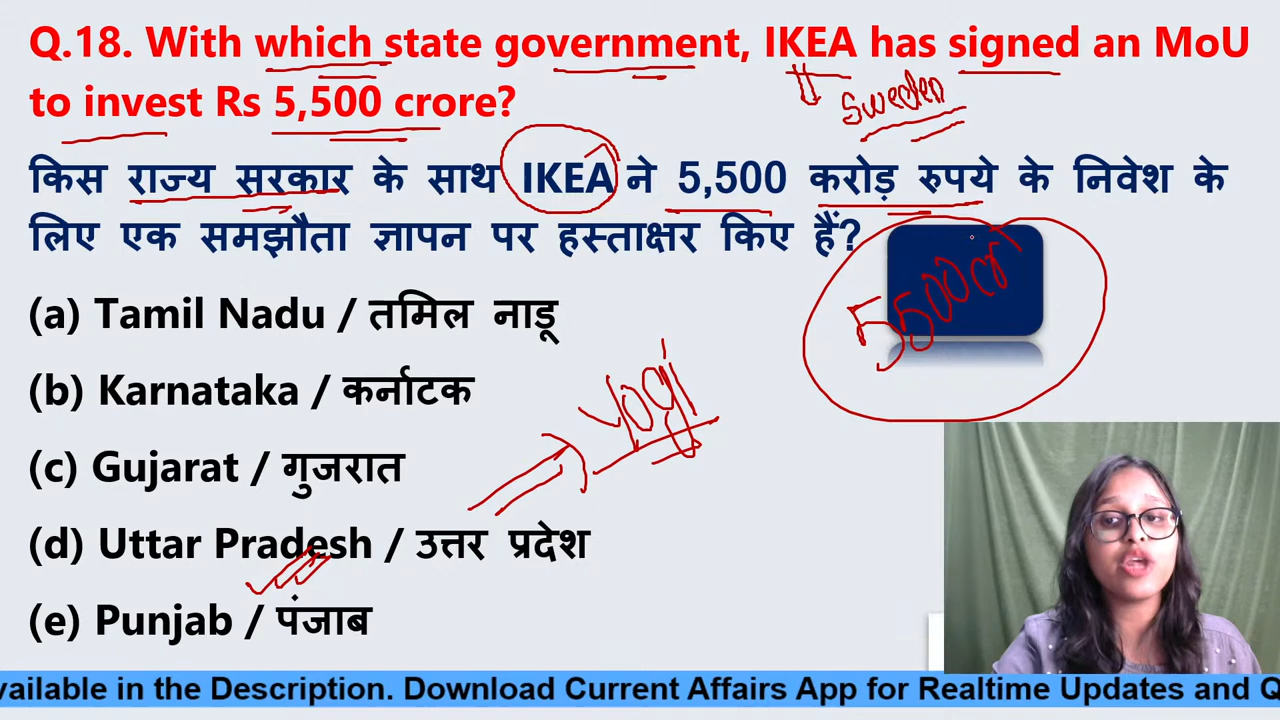 Q.18. With which state government, IKEA has signed an MoU
to invest Rs 5,500 crore?
Sweden
किस राज्य सरकार के साथ IKEA ने 5,500 करोड़ रुपये के निवेश के
लिए एक समझौता ज्ञापन पर हस्ताक्षर किए हैं?
5500cr
(a) Tamil Nadu / तमिल नाडू
(b) Karnataka / कर्नाटक
Yogi
(c) Gujarat / गुजरात
(d) Uttar Pradesh / उत्तर प्रदेश
(e) Punjab / पंजाब
vailable in the Description. Download Current Affairs App for Realtime Updates and Q